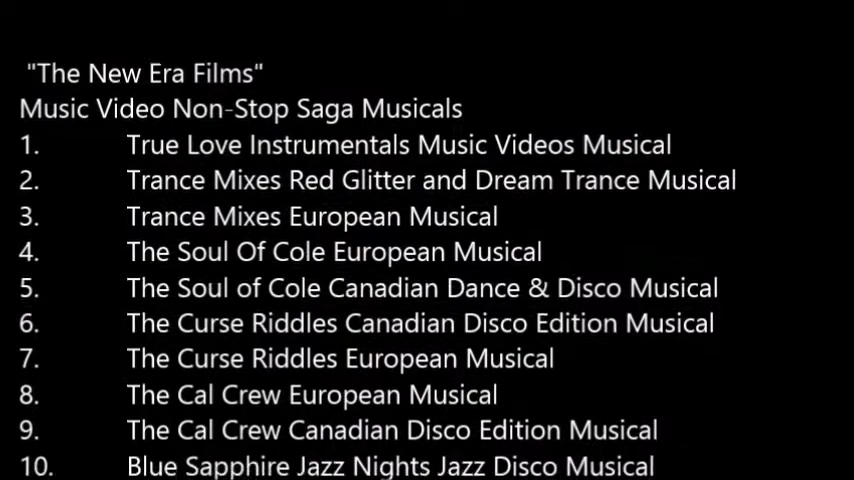 "The New Era Films"
Music Video Non-Stop Saga Musicals
1. True Love Instrumentals Music Videos Musical
2. Trance Mixes Red Glitter and Dream Trance Musical
3. Trance Mixes European Musical
4. The Soul Of Cole European Musical
5. The Soul of Cole Canadian Dance & Disco Musical
6. The Curse Riddles Canadian Disco Edition Musical
7. The Curse Riddles European Musical
8. The Cal Crew European Musical
9. The Cal Crew Canadian Disco Edition Musical
10. Blue Sapphire Jazz Nights Jazz Disco Musical